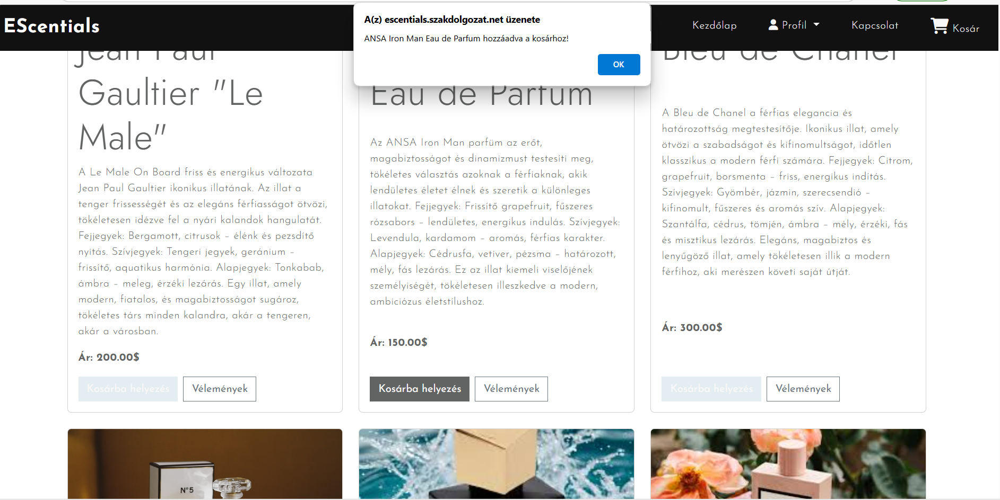 EScentials
Kezdőlap
Profil
Kapcsolat
Kosár
A(z) escentials.szakdolgozat.net üzenete
ANSA Iron Man Eau de Parfum hozzáadva a kosárhoz!
OK
Jean Paul
Gaultier "Le
Male"
A Le Male On Board friss és energikus változata
Jean Paul Gaultier ikonikus illatának. Az illat a
tenger frissességét és az elegáns férfiasságot ötvözi,
tökéletesen idézve fel a nyári kalandok hangulatát.
Fejjegyek: Bergamott, citrusok – élénk és pezsdítő
nyitás. Szívjegyek: Tengeri jegyek, geránium –
frissítő, aquatikus harmónia. Alapjegyek: Tonkabab,
ámbra – meleg, érzéki lezárás. Egy illat, amely
modern, fiatalos, és magabiztosságot sugároz,
tökéletes társ minden kalandra, akár a tengeren,
akár a városban.
Ár: 200.00$
Kosárba helyezés
Vélemények
Eau de Parfum
Az ANSA Iron Man parfüm az erőt,
magabiztosságot és dinamizmust testesíti meg,
tökéletes választás azoknak a férfiaknak, akik
lendületes életet élnek és szeretik a különleges
illatokat. Fejjegyek: Frissítő grapefruit, fűszeres
rózsabors – lendületes, energikus indulás. Szívjegyek:
Levendula, kardamom – aromás, férfias karakter.
Alapjegyek: Cédrusfa, vetiver, pézsma – határozott,
mély, fás lezárás. Ez az illat kiemeli viselőjének
személyiségét, tökéletesen illeszkedve a modern,
ambiciózus életstílushoz.
Ár: 150.00$
Kosárba helyezés
Vélemények
Bleu de Chanel
A Bleu de Chanel a férfias elegancia és
határozottság megtestesítője. Ikonikus illat, amely
ötvözi a szabadságot és kifinomultságot, időtlen
klasszikus a modern férfi számára. Fejjegyek: Citrom,
grapefruit, borsmenta – friss, energikus indítás.
Szívjegyek: Gyömbér, jázmin, szerecsendió –
kifinomult, fűszeres és aromás szív. Alapjegyek:
Szantálfa, cédrus, tömjén, ámbra – mély, érzéki, fás
és misztikus lezárás. Elegáns, magabiztos és
lenyűgöző illat, amely tökéletesen illik a modern
férfihoz, aki merészen követi saját útját.
Ár: 300.00$
Kosárba helyezés
Vélemények
N°5